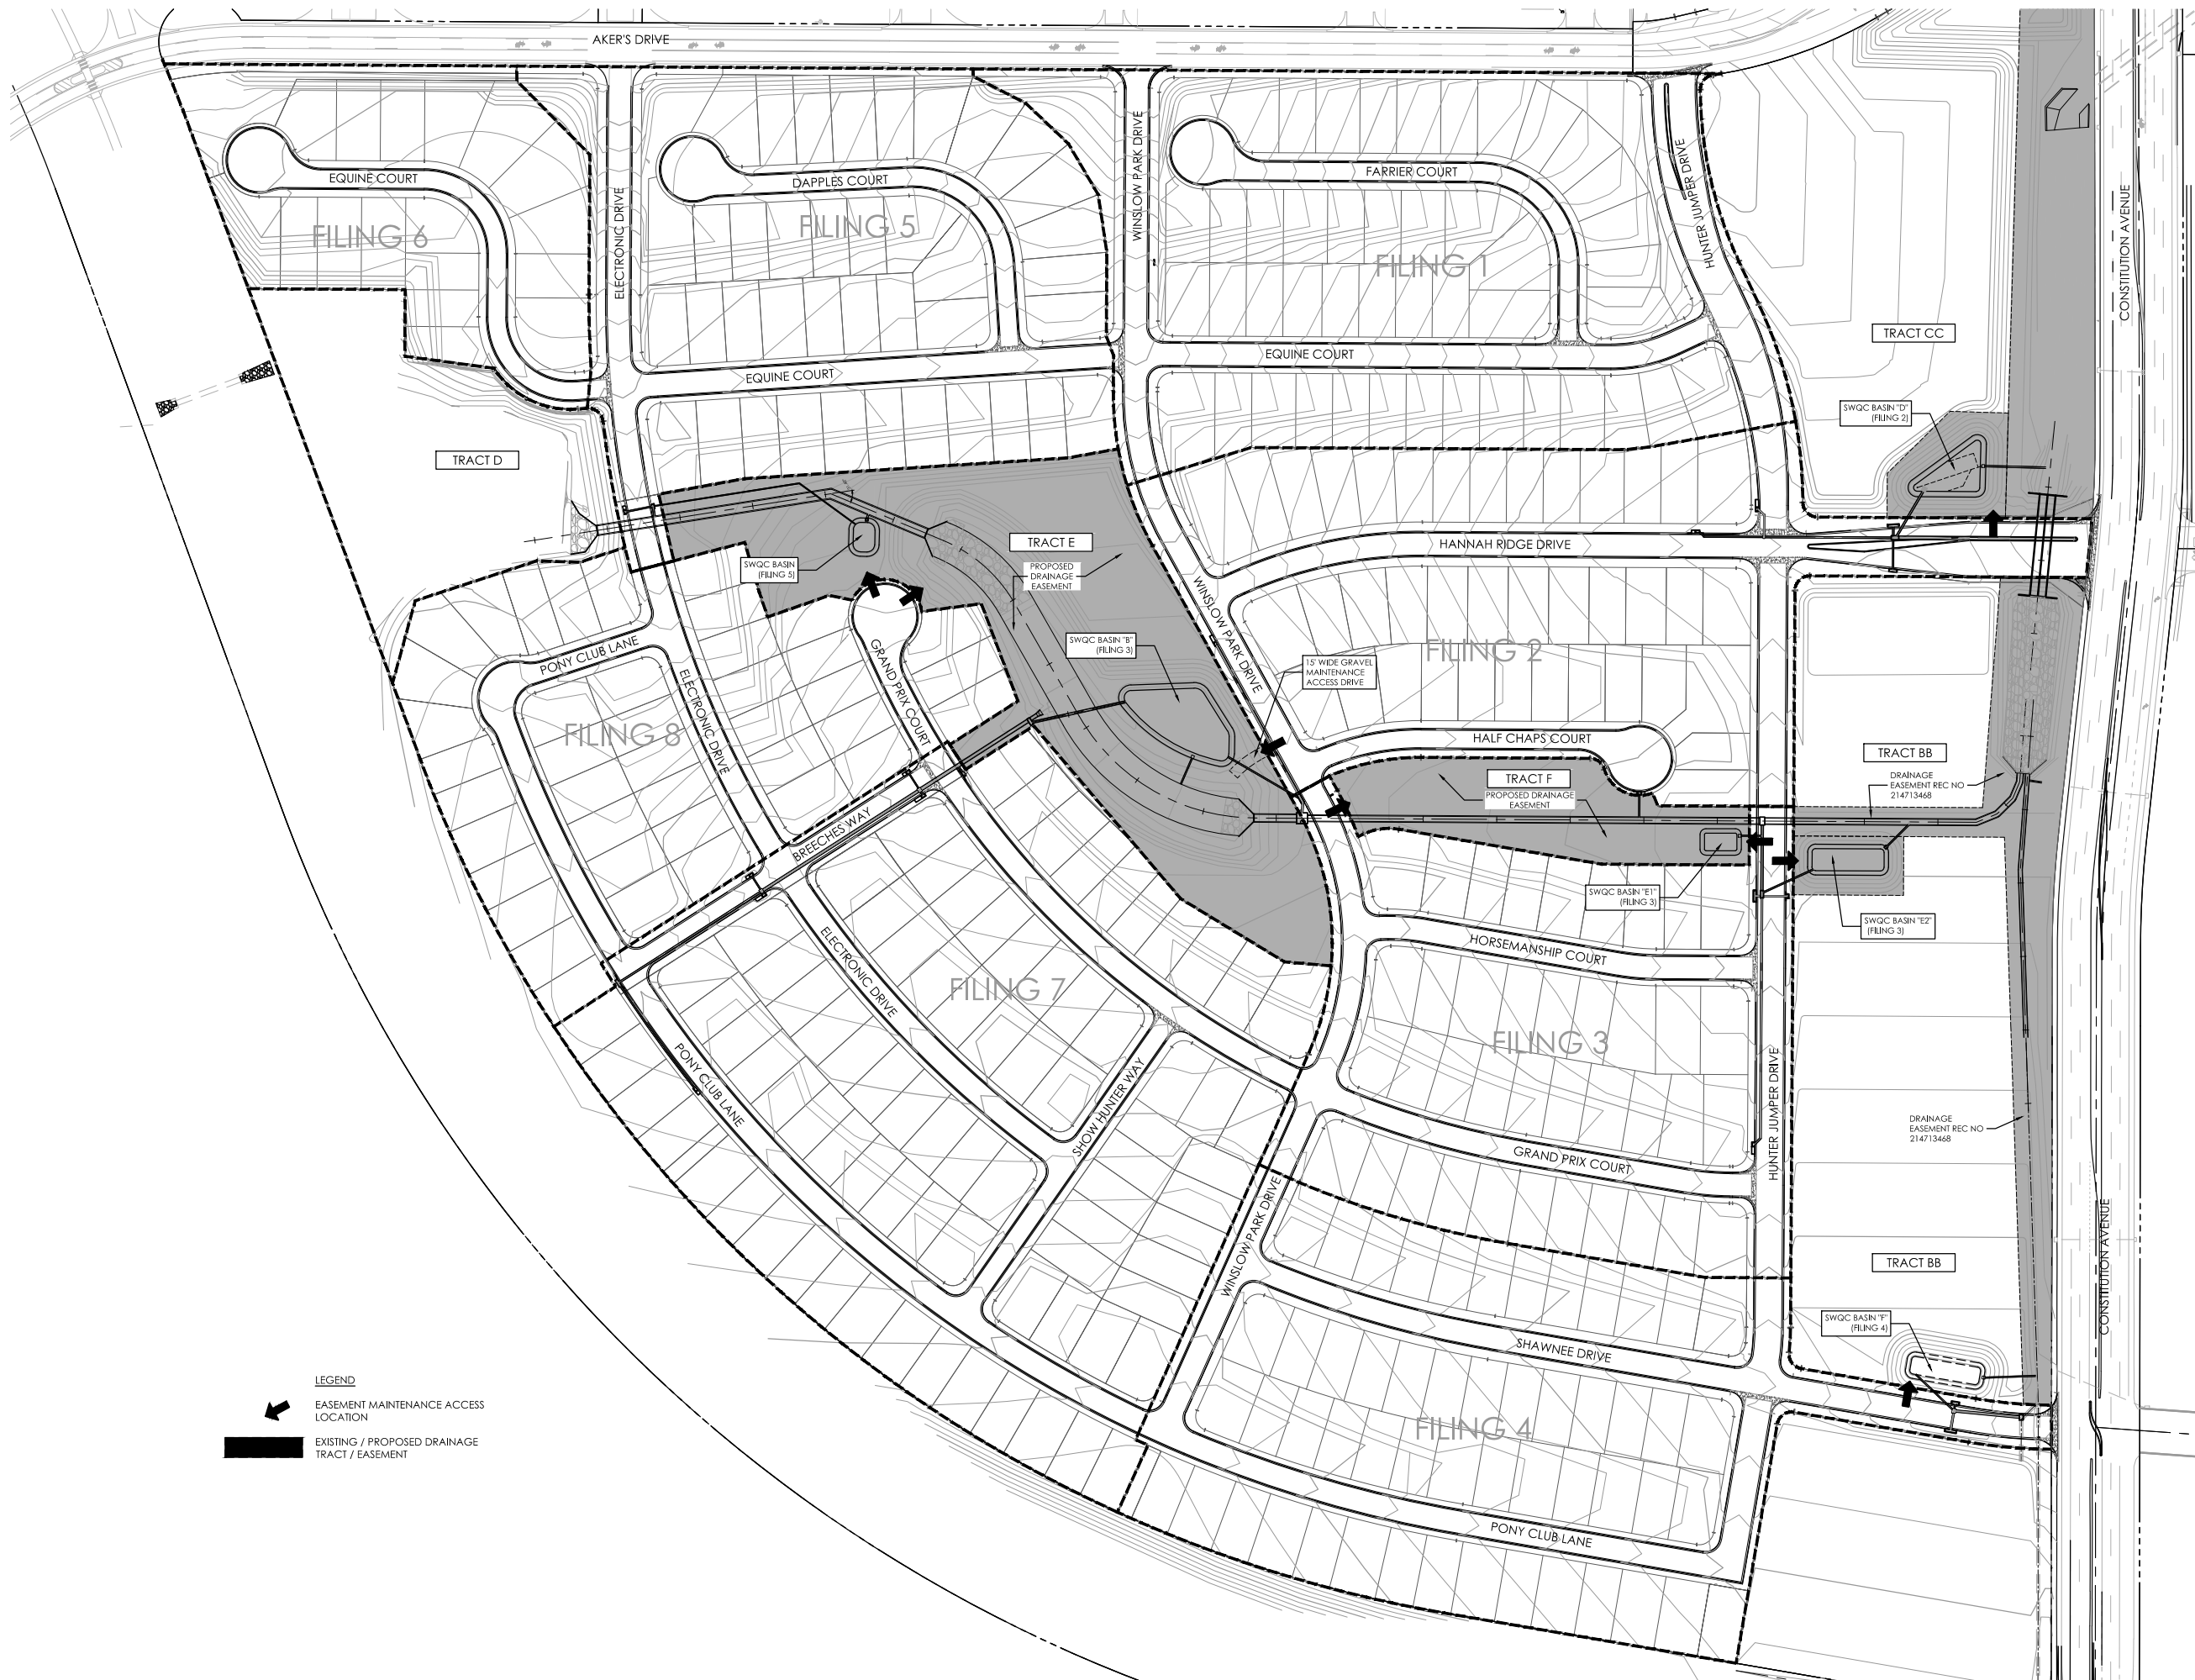 AKER'S DRIVE
EQUINE COURT
FILING 6
ELECTRONIC DRIVE
DAPPLES COURT
FILING 5
WINSLOW PARK DRIVE
FARRIER COURT
FILING 1
HUNTER JUMPER DRIVE
CONSTITUTION AVENUE
TRACT CC
EQUINE COURT
EQUINE COURT
SWQC BASIN "D"
(FILING 2)
TRACT D
TRACT E
PROPOSED
DRAINAGE
EASEMENT
SWQC BASIN
(FILING 5)
HANNAH RIDGE DRIVE
WINSLOW PARK DRIVE
SWQC BASIN "B"
(FILING 3)
15' WIDE GRAVEL
MAINTENANCE
ACCESS DRIVE
FILING 2
PONY CLUB LANE
GRAND PRIX COURT
ELECTRONIC DRIVE
FILING 8
HALF CHAPS COURT
TRACT F
PROPOSED DRAINAGE
EASEMENT
TRACT BB
DRAINAGE
EASEMENT REC NO
214713468
BREECHES WAY
SWQC BASIN "E1"
(FILING 3)
SWQC BASIN "E2"
(FILING 3)
HORSEMANSHIP COURT
ELECTRONIC DRIVE
FILING 7
FILING 3
PONY CLUB LANE
SHOW HUNTER WAY
HUNTER JUMPER DRIVE
DRAINAGE
EASEMENT REC NO
214713468
GRAND PRIX COURT
WINSLOW PARK DRIVE
CONSTITUTION AVENUE
TRACT BB
SWQC BASIN "F"
(FILING 4)
SHAWNEE DRIVE
FILING 4
PONY CLUB LANE
LEGEND
EASEMENT MAINTENANCE ACCESS
LOCATION
EXISTING / PROPOSED DRAINAGE
TRACT / EASEMENT